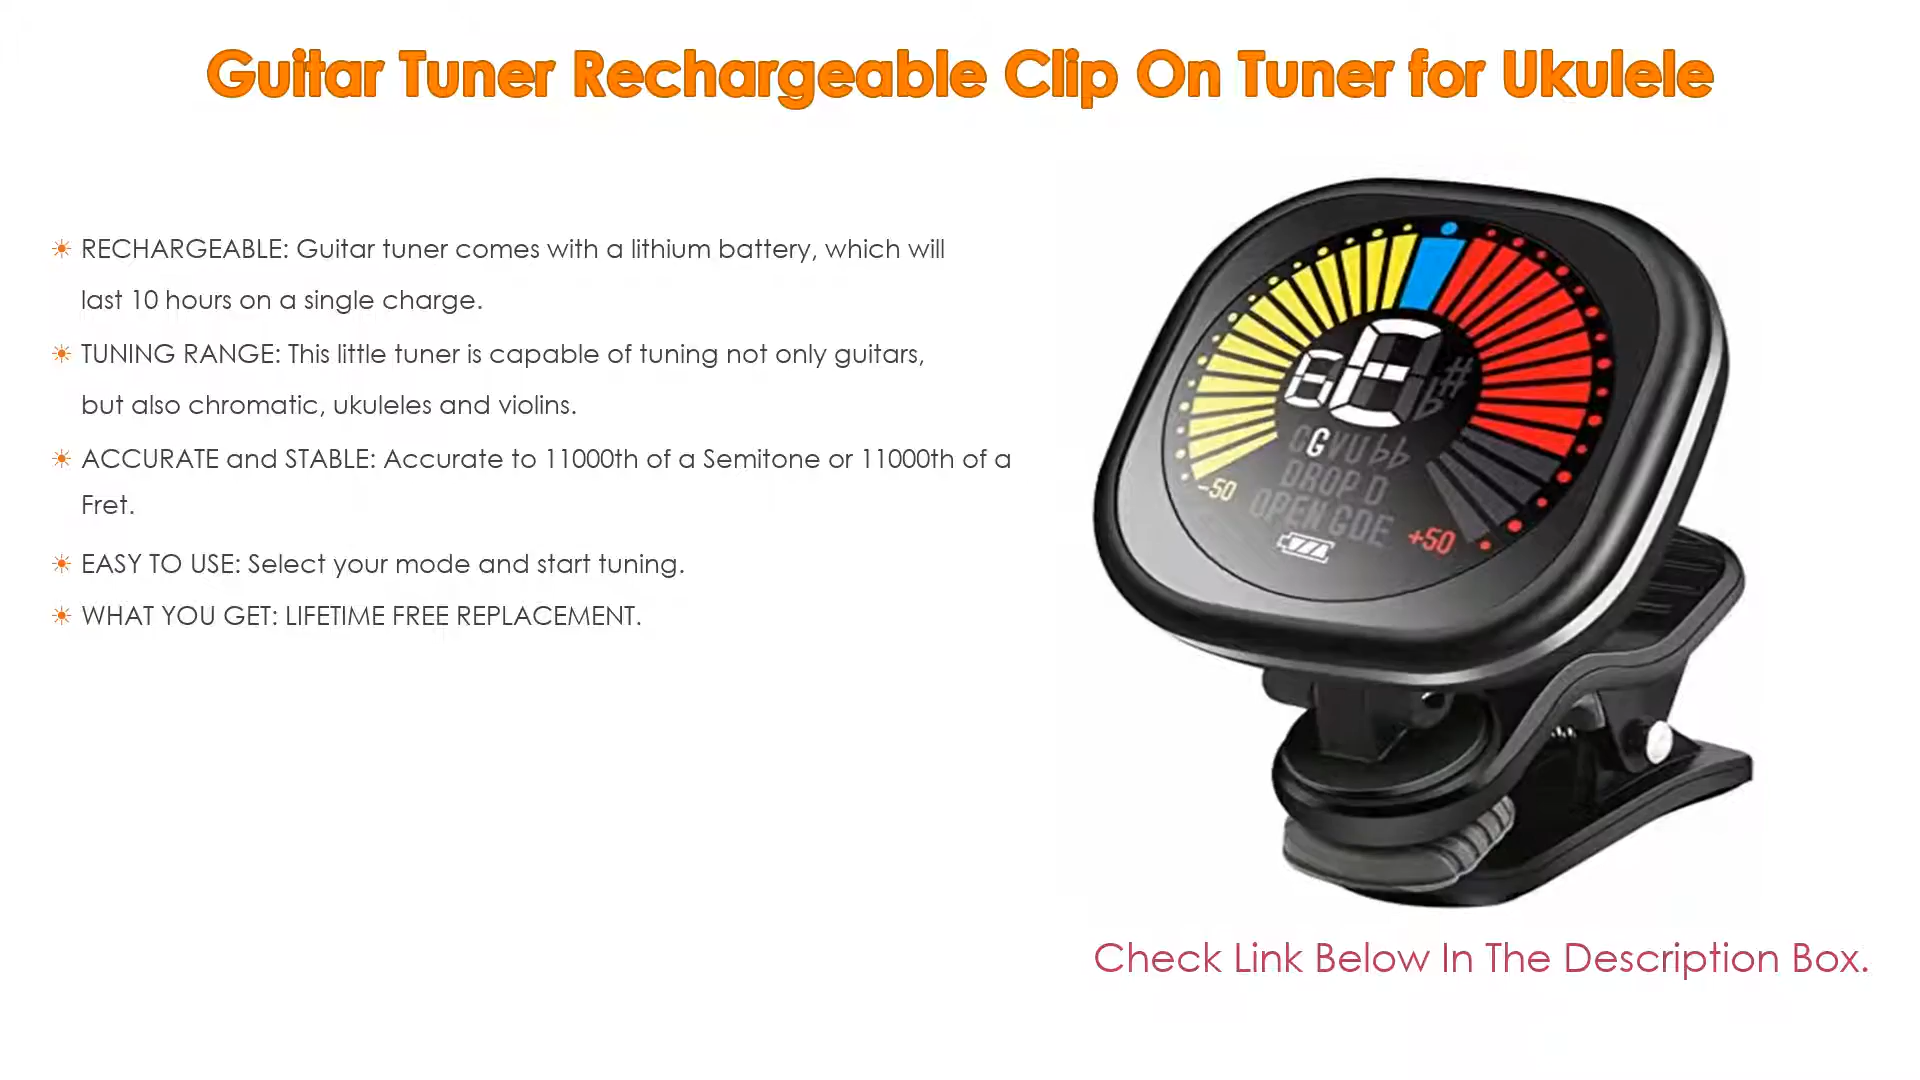 Guitar Tuner Rechargeable Clip On Tuner for Ukulele
RECHARGEABLE: Guitar tuner comes with a lithium battery, which will
last 10 hours on a single charge.
TUNING RANGE: This little tuner is capable of tuning not only guitars,
but also chromatic, ukuleles and violins.
ACCURATE and STABLE: Accurate to 11000th of a Semitone or 11000th of a
Fret.
EASY TO USE: Select your mode and start tuning.
WHAT YOU GET: LIFETIME FREE REPLACEMENT.
6E♭#
CGVU♭♭
DROP D
OPEN GDE
-50 +50
Check Link Below In The Description Box.